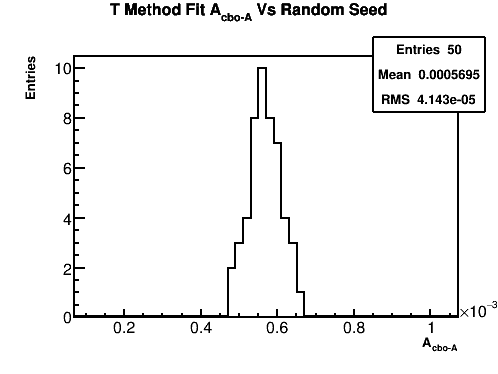 T Method Fit A_cbo-A Vs Random Seed
Entries 50
Mean 0.0005695
RMS 4.143e-05
Entries
10
8
6
4
2
0
0.2 0.4 0.6 0.8 1
×10⁻³
A_cbo-A